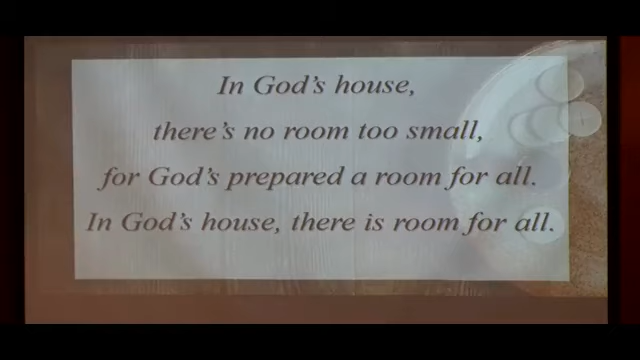 In God's house,
there's no room too small,
for God's prepared a room for all.
In God's house, there is room for all.